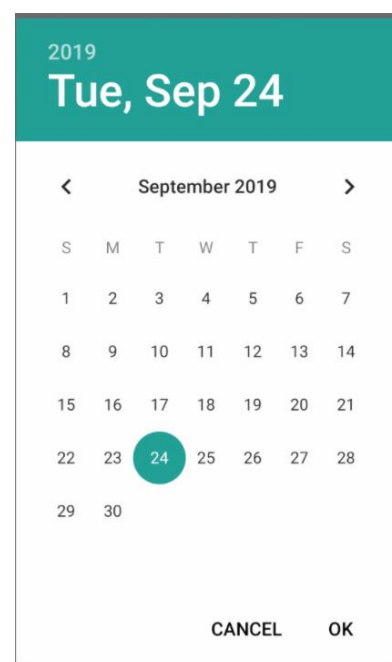 2019
Tue, Sep 24
September 2019
S M T W T F S
1 2 3 4 5 6 7
8 9 10 11 12 13 14
15 16 17 18 19 20 21
22 23 24 25 26 27 28
29 30
CANCEL OK